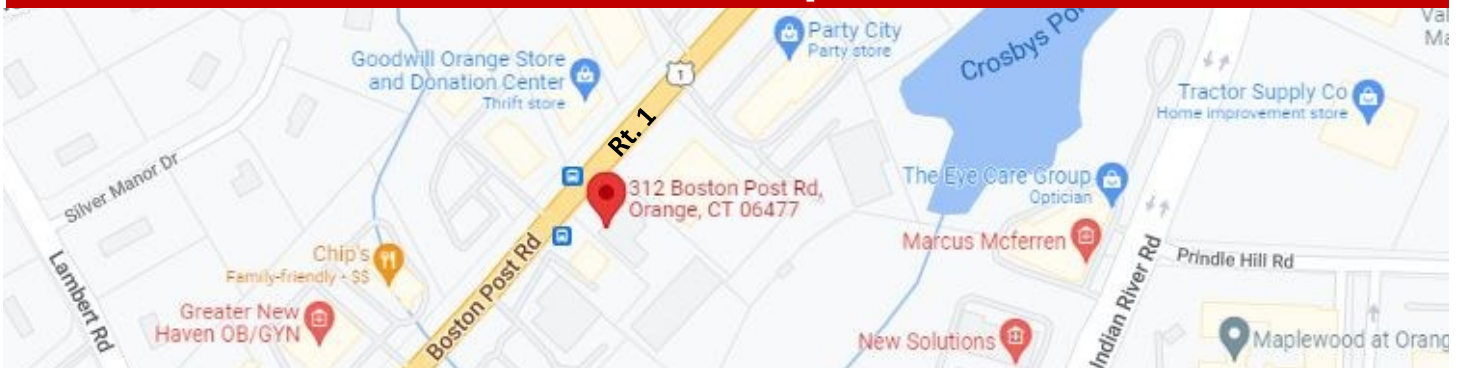 Party City
Party store
Goodwill Orange Store
and Donation Center
Thrift store
1
Rt. 1
Crosbys Po
Val
Ma
Tractor Supply Co
Home improvement store
Silver Manor Dr
312 Boston Post Rd,
Orange, CT 06477
The Eye Care Group
Optician
Marcus Mcferren
Prindle Hill Rd
Chip's
Family-friendly - $$
Lambert Rd
Greater New
Haven OB/GYN
Boston Post Rd
New Solutions
Indian River Rd
Maplewood at Orang